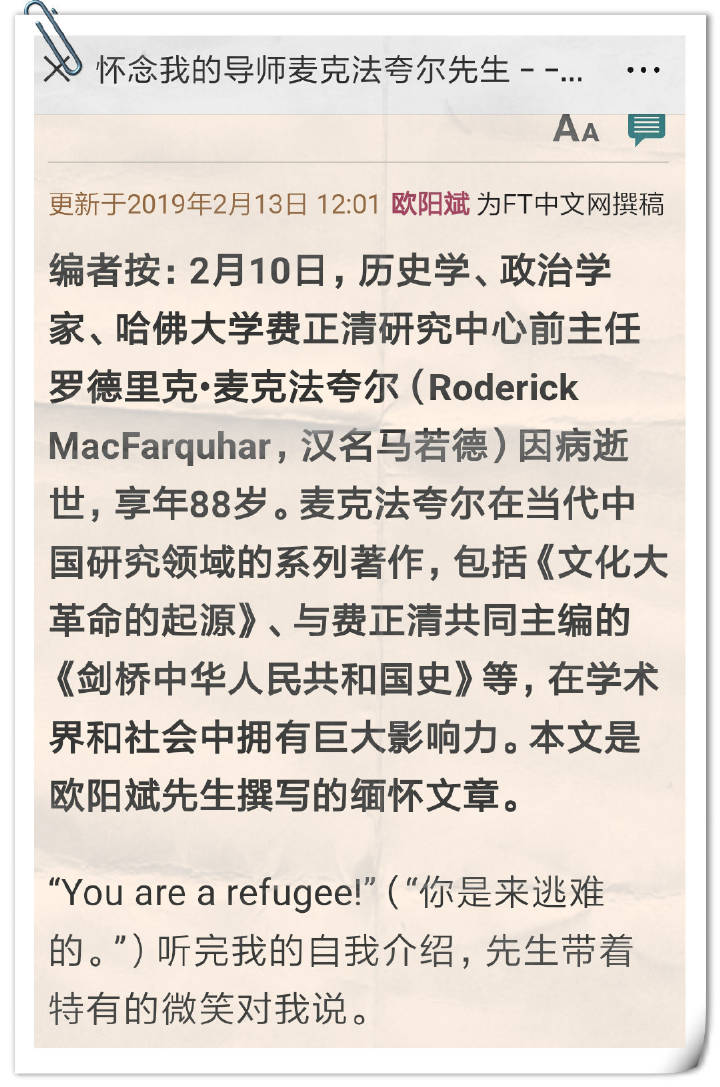 怀念我的导师麦克法夸尔先生 - -...
AA
更新于2019年2月13日 12:01 欧阳斌 为FT中文网撰稿
编者按：2月10日，历史学、政治学
家、哈佛大学费正清研究中心前主任
罗德里克•麦克法夸尔（Roderick
MacFarquhar，汉名马若德）因病逝
世，享年88岁。麦克法夸尔在当代中
国研究领域的系列著作，包括《文化大
革命的起源》、与费正清共同主编的
《剑桥中华人民共和国史》等，在学术
界和社会中拥有巨大影响力。本文是
欧阳斌先生撰写的缅怀文章。
“You are a refugee!”（“你是来逃难
的。”）听完我的自我介绍，先生带着
特有的微笑对我说。